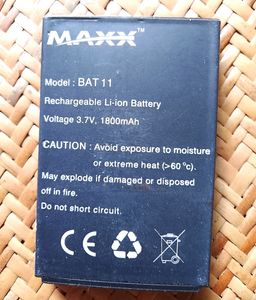 MAXX™
Model : BAT 11
Rechargeable Li-ion Battery
Voltage 3.7V, 1800mAh
CAUTION : Avoid exposure to moisture
or extreme heat (>60 °c).
May explode if damaged or disposed
off in fire.
Do not short circuit.
CE